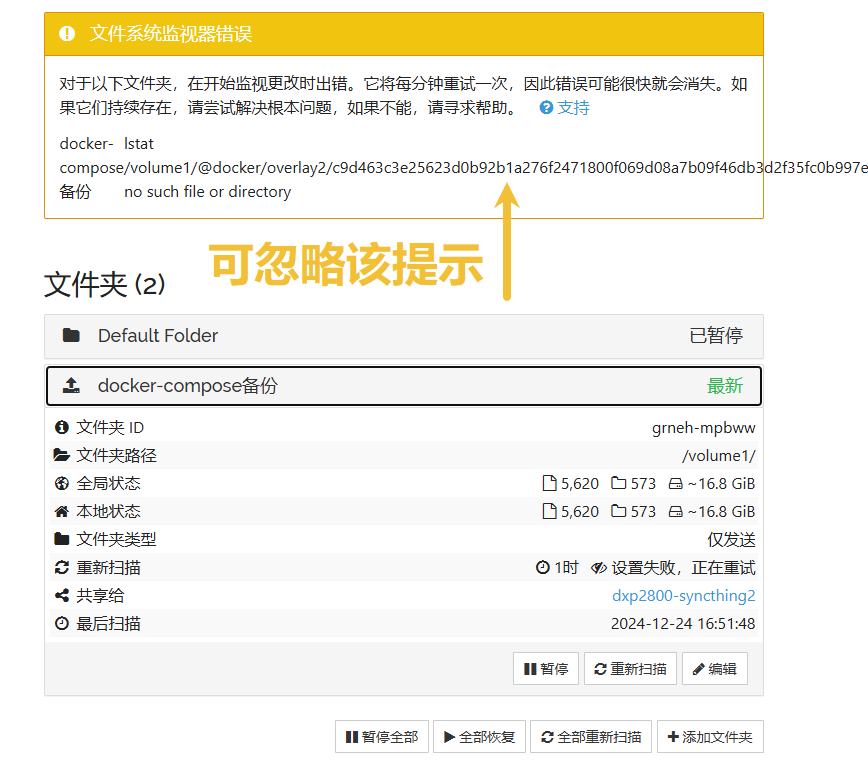 文件系统监视器错误
对于以下文件夹，在开始监视更改时出错。它将每分钟重试一次，因此错误可能很快就会消失。如
果它们持续存在，请尝试解决根本问题，如果不能，请寻求帮助。 支持
docker- lstat
compose/volume1/@docker/overlay2/c9d463c3e25623d0b92b1a276f2471800f069d08a7b09f46db3d2f35fc0b997e
备份 no such file or directory
可忽略该提示
文件夹 (2)
Default Folder 已暂停
docker-compose备份 最新
文件夹 ID grneh-mpbww
文件夹路径 /volume1/
全局状态 5,620 573 ~16.8 GiB
本地状态 5,620 573 ~16.8 GiB
文件夹类型 仅发送
重新扫描 1时 设置失败，正在重试
共享给 dxp2800-syncthing2
最后扫描 2024-12-24 16:51:48
暂停 重新扫描 编辑
暂停全部 全部恢复 全部重新扫描 添加文件夹